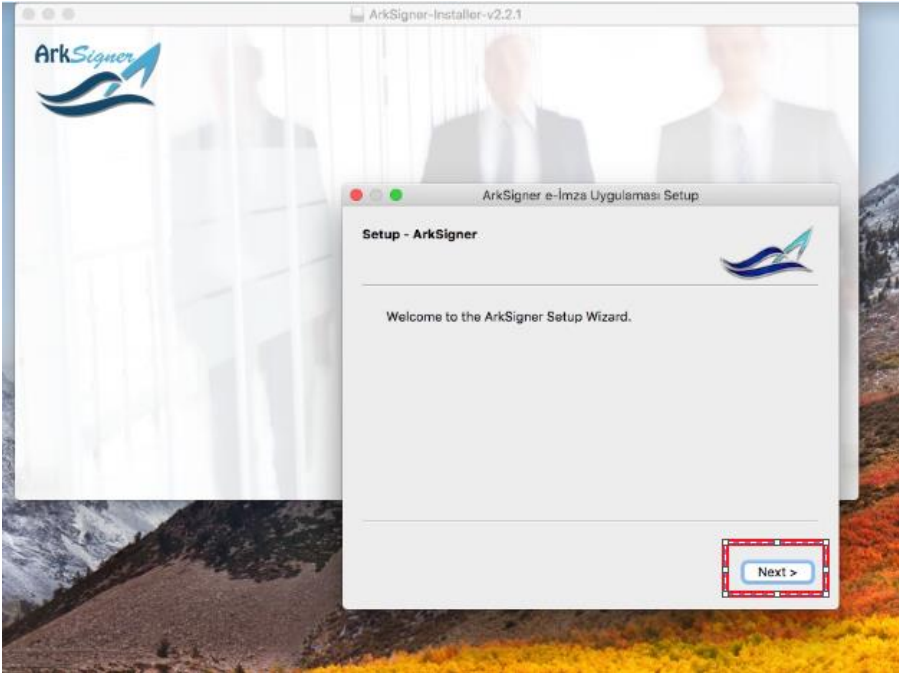 ArkSigner-Installer-v2.2.1
ArkSigner
ArkSigner e-İmza Uygulaması Setup
Setup - ArkSigner
Welcome to the ArkSigner Setup Wizard.
Next >